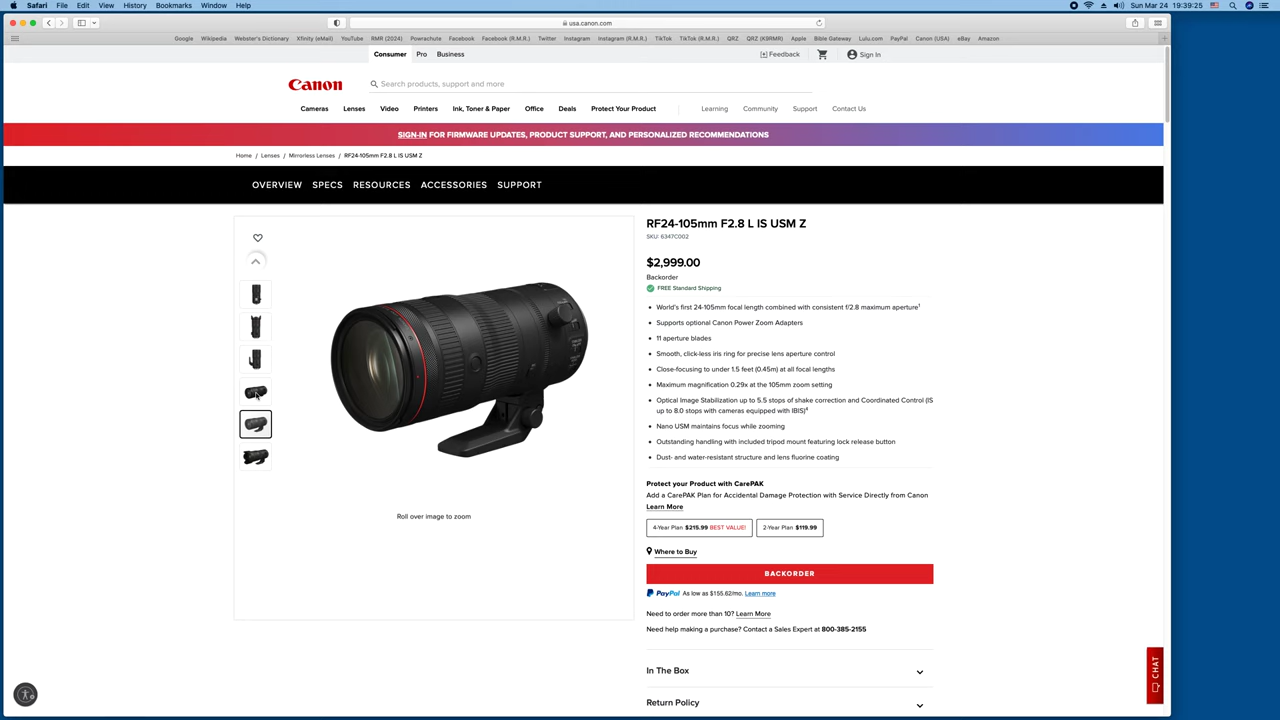 Safari File Edit View History Bookmarks Window Help
Sun Mar 24 19:39:25
usa.canon.com
Google Wikipedia Webster's Dictionary Xfinity (eMail) YouTube RMR (2024) Powrachute Facebook Facebook (R.M.R.) Twitter Instagram Instagram (R.M.R.) TikTok TikTok (R.M.R.) QRZ QRZ (K9RMR) Apple Bible Gateway Lulu.com PayPal Canon (USA) eBay Amazon
Consumer Pro Business
Feedback Sign In
Canon
Search products, support and more
Cameras Lenses Video Printers Ink, Toner & Paper Office Deals Protect Your Product Learning Community Support Contact Us
SIGN-IN FOR FIRMWARE UPDATES, PRODUCT SUPPORT, AND PERSONALIZED RECOMMENDATIONS
Home / Lenses / Mirrorless Lenses / RF24-105mm F2.8 L IS USM Z
OVERVIEW SPECS RESOURCES ACCESSORIES SUPPORT
Roll over image to zoom
RF24-105mm F2.8 L IS USM Z
SKU: 6347C002
$2,999.00
Backorder
FREE Standard Shipping
World's first 24-105mm focal length combined with consistent f/2.8 maximum aperture¹
Supports optional Canon Power Zoom Adapters
11 aperture blades
Smooth, click-less iris ring for precise lens aperture control
Close-focusing to under 1.5 feet (0.45m) at all focal lengths
Maximum magnification 0.29x at the 105mm zoom setting
Optical Image Stabilization up to 5.5 stops of shake correction and Coordinated Control (IS
up to 8.0 stops with cameras equipped with IBIS)⁴
Nano USM maintains focus while zooming
Outstanding handling with included tripod mount featuring lock release button
Dust- and water-resistant structure and lens fluorine coating
Protect your Product with CarePAK
Add a CarePAK Plan for Accidental Damage Protection with Service Directly from Canon
Learn More
4-Year Plan $215.99 BEST VALUE! 2-Year Plan $119.99
Where to Buy
BACKORDER
PayPal As low as $155.62/mo. Learn more
Need to order more than 10? Learn More
Need help making a purchase? Contact a Sales Expert at 800-385-2155
In The Box
Return Policy
CHAT